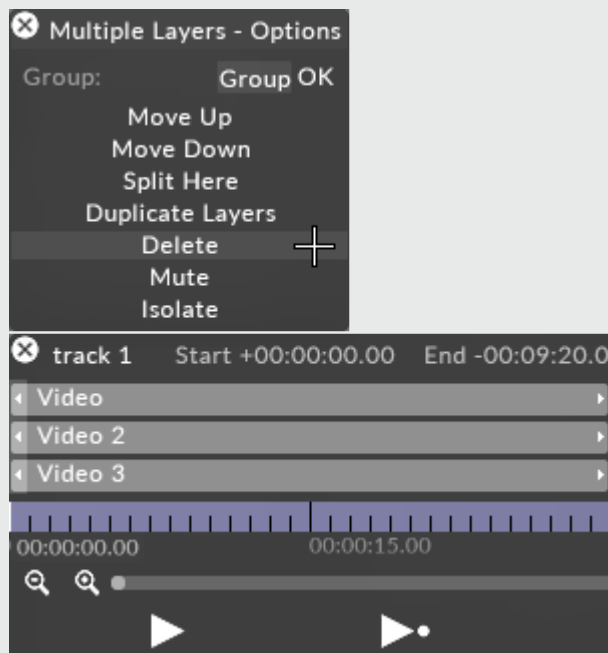 Multiple Layers - Options
Group: Group OK
Move Up
Move Down
Split Here
Duplicate Layers
Delete
Mute
Isolate
track 1 Start +00:00:00.00 End -00:09:20.0
Video
Video 2
Video 3
00:00:00.00 00:00:15.00